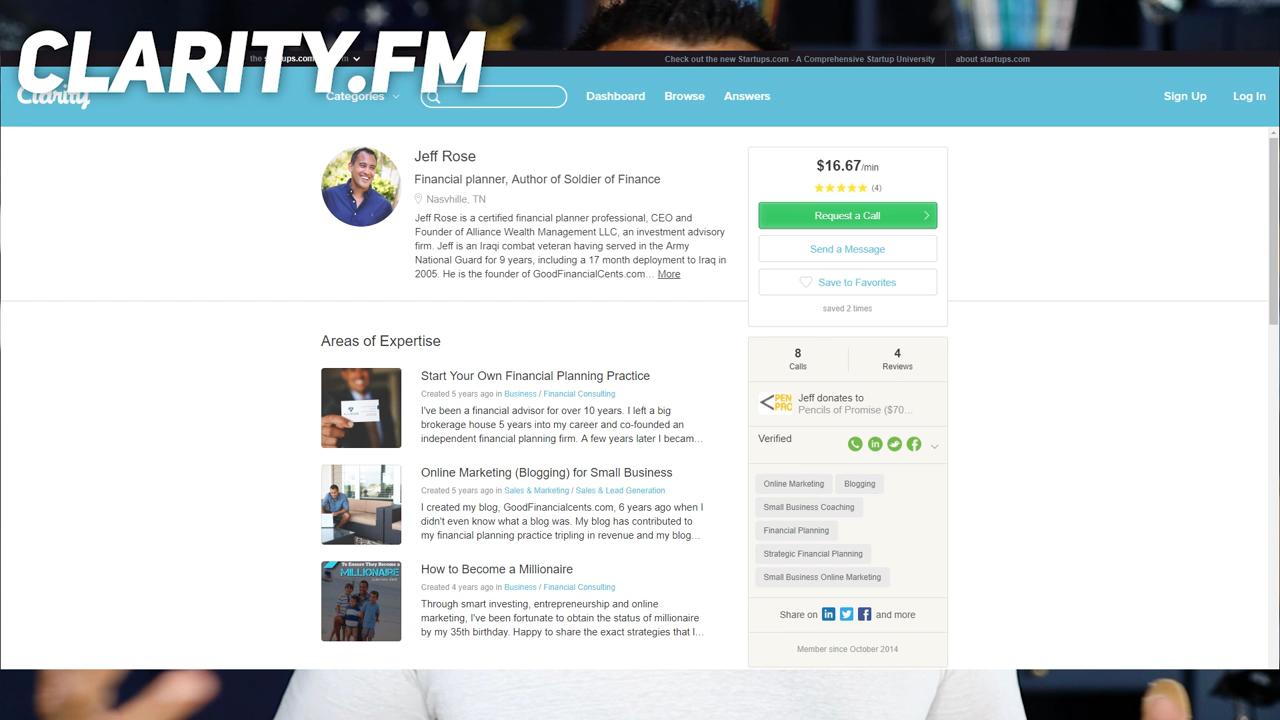 CLARITY.FM
the startups.com
Check out the new Startups.com - A Comprehensive Startup University
about startups.com
Clarity
Categories
Dashboard
Browse
Answers
Sign Up
Log In
Jeff Rose
Financial planner, Author of Soldier of Finance
Nasvhille, TN
Jeff Rose is a certified financial planner professional, CEO and
Founder of Alliance Wealth Management LLC, an investment advisory
firm. Jeff is an Iraqi combat veteran having served in the Army
National Guard for 9 years, including a 17 month deployment to Iraq in
2005. He is the founder of GoodFinancialCents.com… More
$16.67/min
(4)
Request a Call
Send a Message
Save to Favorites
saved 2 times
Areas of Expertise
Start Your Own Financial Planning Practice
Created 5 years ago in Business / Financial Consulting
I've been a financial advisor for over 10 years. I left a big
brokerage house 5 years into my career and co-founded an
independent financial planning firm. A few years later I becam…
Online Marketing (Blogging) for Small Business
Created 5 years ago in Sales & Marketing / Sales & Lead Generation
I created my blog, GoodFinancialcents.com, 6 years ago when I
didn't even know what a blog was. My blog has contributed to
my financial planning practice tripling in revenue and my blog…
To Ensure They Become a
MILLIONAIRE
How to Become a Millionaire
Created 4 years ago in Business / Financial Consulting
Through smart investing, entrepreneurship and online
marketing, I've been fortunate to obtain the status of millionaire
by my 35th birthday. Happy to share the exact strategies that I…
8
Calls
4
Reviews
PEN
PRO
Jeff donates to
Pencils of Promise ($70…
Verified
Online Marketing
Blogging
Small Business Coaching
Financial Planning
Strategic Financial Planning
Small Business Online Marketing
Share on in f and more
Member since October 2014